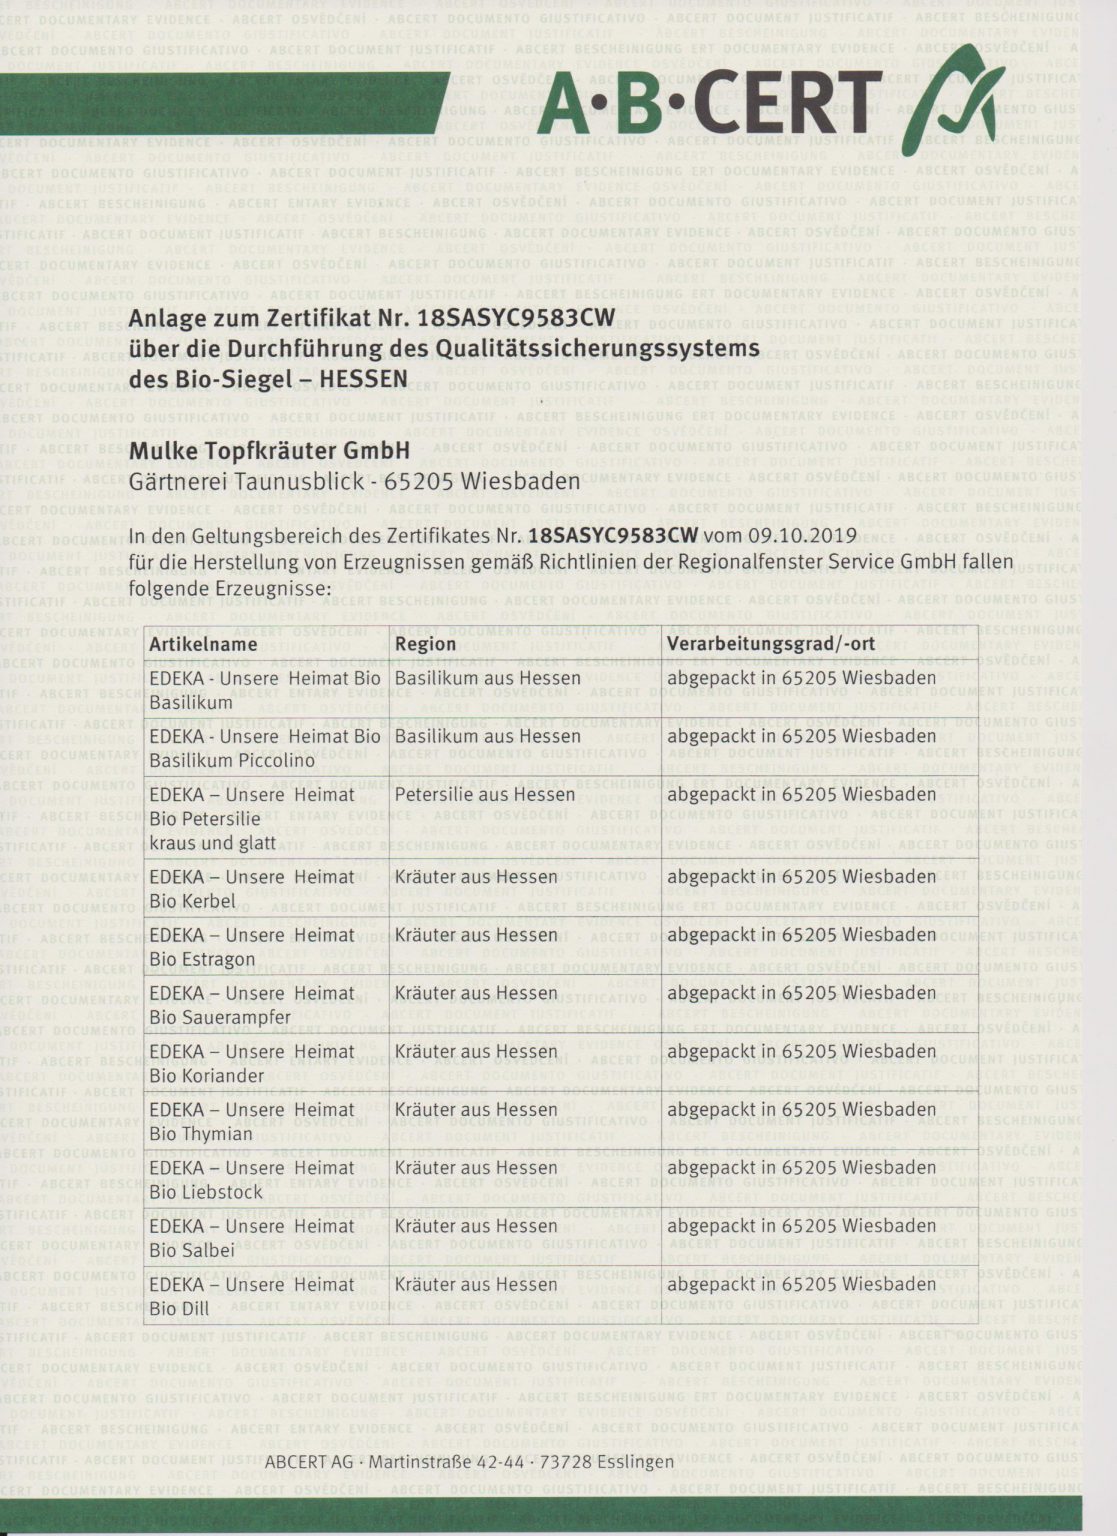 A·B·CERT
Anlage zum Zertifikat Nr. 18SASYC9583CW
über die Durchführung des Qualitätssicherungssystems
des Bio-Siegel – HESSEN
Mulke Topfkräuter GmbH
Gärtnerei Taunusblick - 65205 Wiesbaden
In den Geltungsbereich des Zertifikates Nr. 18SASYC9583CW vom 09.10.2019
für die Herstellung von Erzeugnissen gemäß Richtlinien der Regionalfenster Service GmbH fallen
folgende Erzeugnisse:
Artikelname Region Verarbeitungsgrad/-ort
EDEKA - Unsere Heimat Bio Basilikum aus Hessen abgepackt in 65205 Wiesbaden
Basilikum
EDEKA - Unsere Heimat Bio Basilikum aus Hessen abgepackt in 65205 Wiesbaden
Basilikum Piccolino
EDEKA – Unsere Heimat Petersilie aus Hessen abgepackt in 65205 Wiesbaden
Bio Petersilie
kraus und glatt
EDEKA – Unsere Heimat Kräuter aus Hessen abgepackt in 65205 Wiesbaden
Bio Kerbel
EDEKA – Unsere Heimat Kräuter aus Hessen abgepackt in 65205 Wiesbaden
Bio Estragon
EDEKA – Unsere Heimat Kräuter aus Hessen abgepackt in 65205 Wiesbaden
Bio Sauerampfer
EDEKA – Unsere Heimat Kräuter aus Hessen abgepackt in 65205 Wiesbaden
Bio Koriander
EDEKA – Unsere Heimat Kräuter aus Hessen abgepackt in 65205 Wiesbaden
Bio Thymian
EDEKA – Unsere Heimat Kräuter aus Hessen abgepackt in 65205 Wiesbaden
Bio Liebstock
EDEKA – Unsere Heimat Kräuter aus Hessen abgepackt in 65205 Wiesbaden
Bio Salbei
EDEKA – Unsere Heimat Kräuter aus Hessen abgepackt in 65205 Wiesbaden
Bio Dill
ABCERT AG · Martinstraße 42-44 · 73728 Esslingen